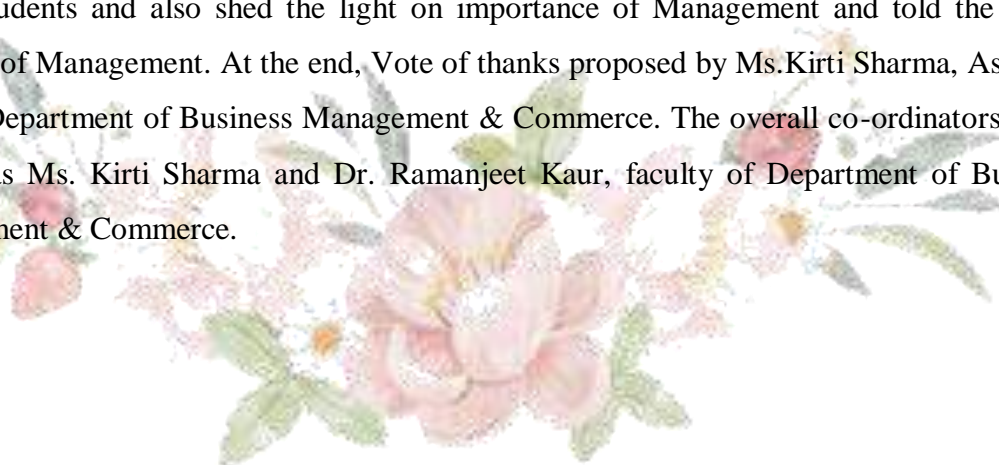 udents and also shed the light on importance of Management and told the
of Management. At the end, Vote of thanks proposed by Ms.Kirti Sharma, As
Department of Business Management & Commerce. The overall co-ordinators
as Ms. Kirti Sharma and Dr. Ramanjeet Kaur, faculty of Department of Bu
ment & Commerce.